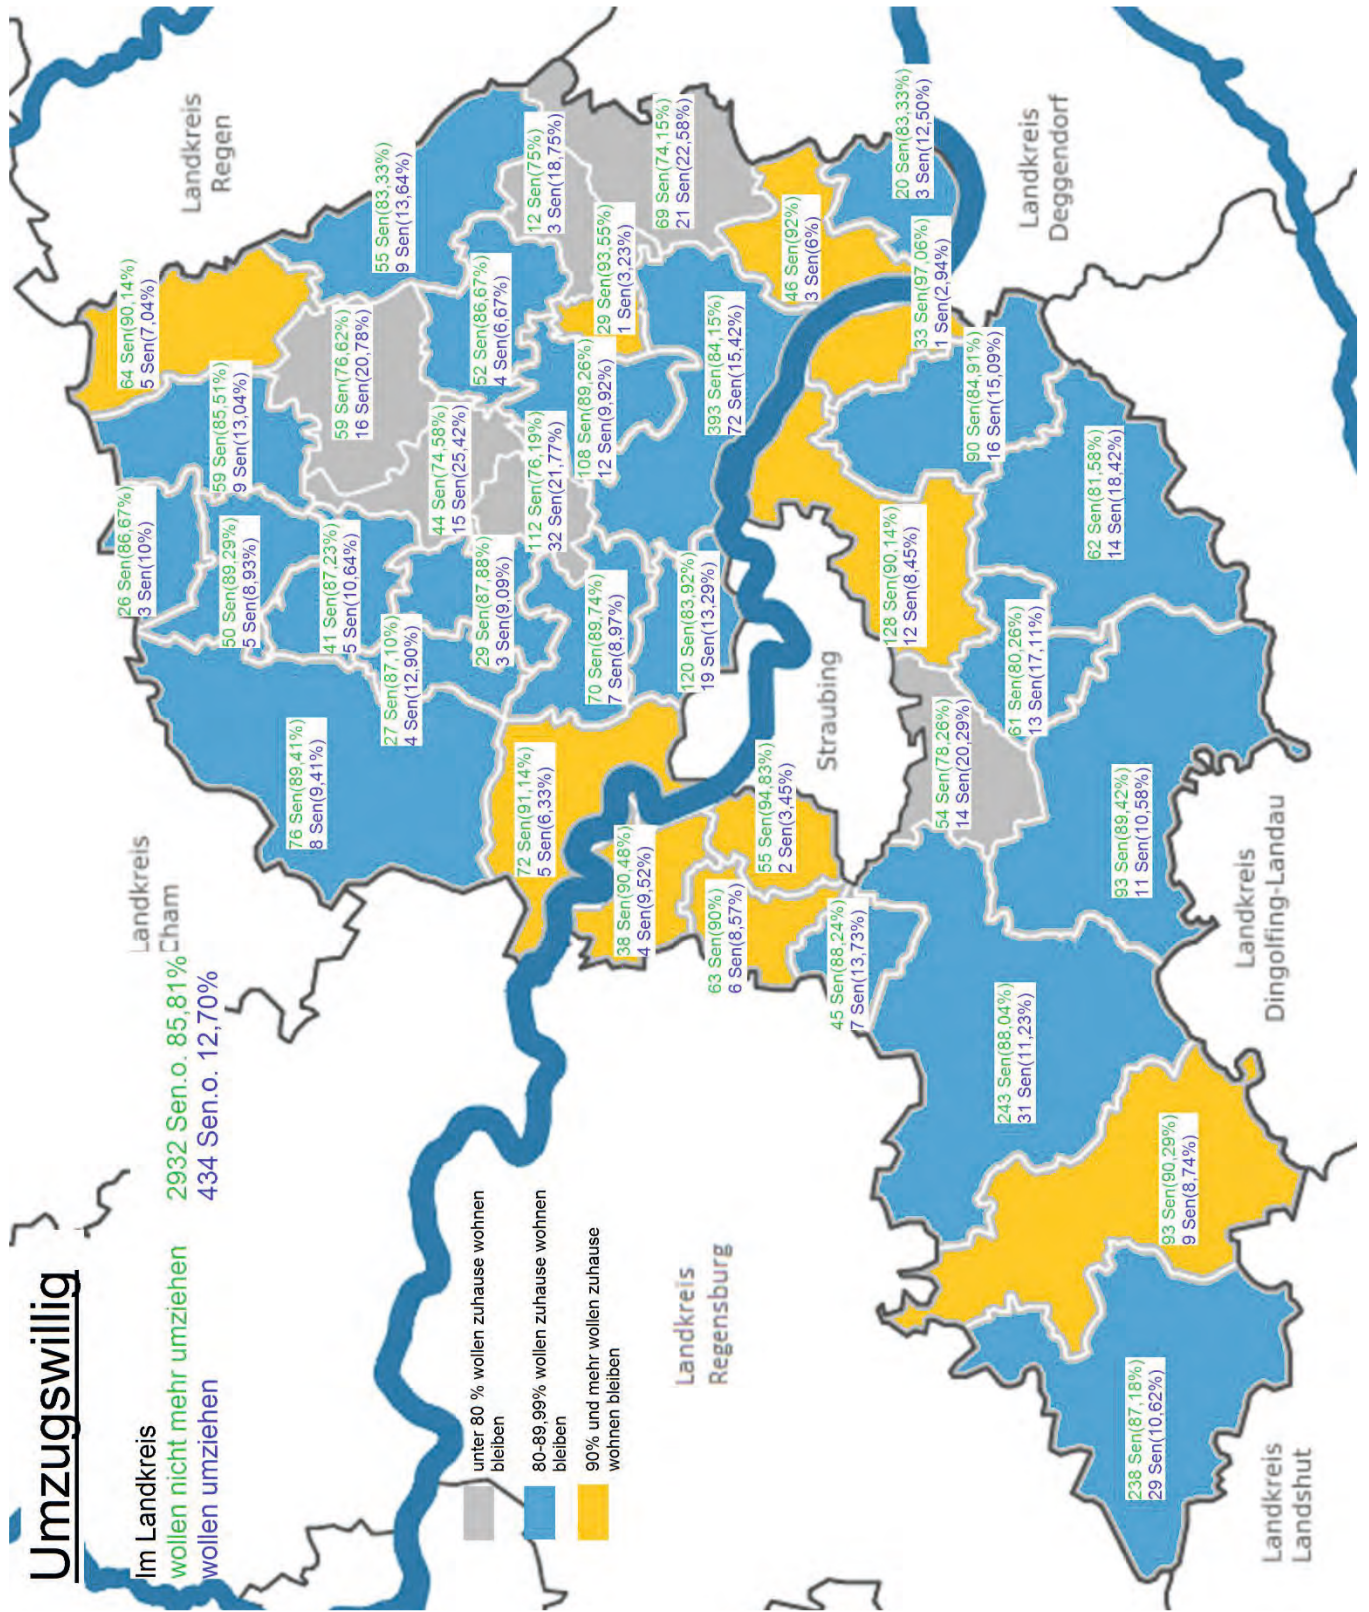 Umzugswillig
Im Landkreis
wollen nicht mehr umziehen 2932 Sen.o. 85,81%
wollen umziehen 434 Sen.o. 12,70%
unter 80 % wollen zuhause wohnen
bleiben
80-89,99% wollen zuhause wohnen
bleiben
90% und mehr wollen zuhause
wohnen bleiben
Landkreis
Cham
Landkreis
Regen
Landkreis
Regensburg
Straubing
Landkreis
Deggendorf
Landkreis
Dingolfing-Landau
Landkreis
Landshut
64 Sen(90,14%)
5 Sen(7,04%)
26 Sen(86,67%)
3 Sen(10%)
59 Sen(85,51%)
9 Sen(13,04%)
50 Sen(89,29%)
5 Sen(8,93%)
76 Sen(89,41%)
8 Sen(9,41%)
41 Sen(87,23%)
5 Sen(10,64%)
59 Sen(76,62%)
16 Sen(20,78%)
55 Sen(83,33%)
9 Sen(13,64%)
27 Sen(87,10%)
4 Sen(12,90%)
44 Sen(74,58%)
15 Sen(25,42%)
29 Sen(87,88%)
3 Sen(9,09%)
52 Sen(86,67%)
4 Sen(6,67%)
12 Sen(75%)
3 Sen(18,75%)
72 Sen(91,14%)
5 Sen(6,33%)
112 Sen(76,19%)
32 Sen(21,77%)
108 Sen(89,26%)
12 Sen(9,92%)
29 Sen(93,55%)
1 Sen(3,23%)
70 Sen(89,74%)
7 Sen(8,97%)
69 Sen(74,15%)
21 Sen(22,58%)
38 Sen(90,48%)
4 Sen(9,52%)
120 Sen(83,92%)
19 Sen(13,29%)
393 Sen(84,15%)
72 Sen(15,42%)
63 Sen(90%)
6 Sen(8,57%)
55 Sen(94,83%)
2 Sen(3,45%)
46 Sen(92%)
3 Sen(6%)
45 Sen(88,24%)
7 Sen(13,73%)
20 Sen(83,33%)
3 Sen(12,50%)
33 Sen(97,06%)
1 Sen(2,94%)
128 Sen(90,14%)
12 Sen(8,45%)
54 Sen(78,26%)
14 Sen(20,29%)
90 Sen(84,91%)
16 Sen(15,09%)
243 Sen(88,04%)
31 Sen(11,23%)
61 Sen(80,26%)
13 Sen(17,11%)
62 Sen(81,58%)
14 Sen(18,42%)
93 Sen(89,42%)
11 Sen(10,58%)
93 Sen(90,29%)
9 Sen(8,74%)
238 Sen(87,18%)
29 Sen(10,62%)